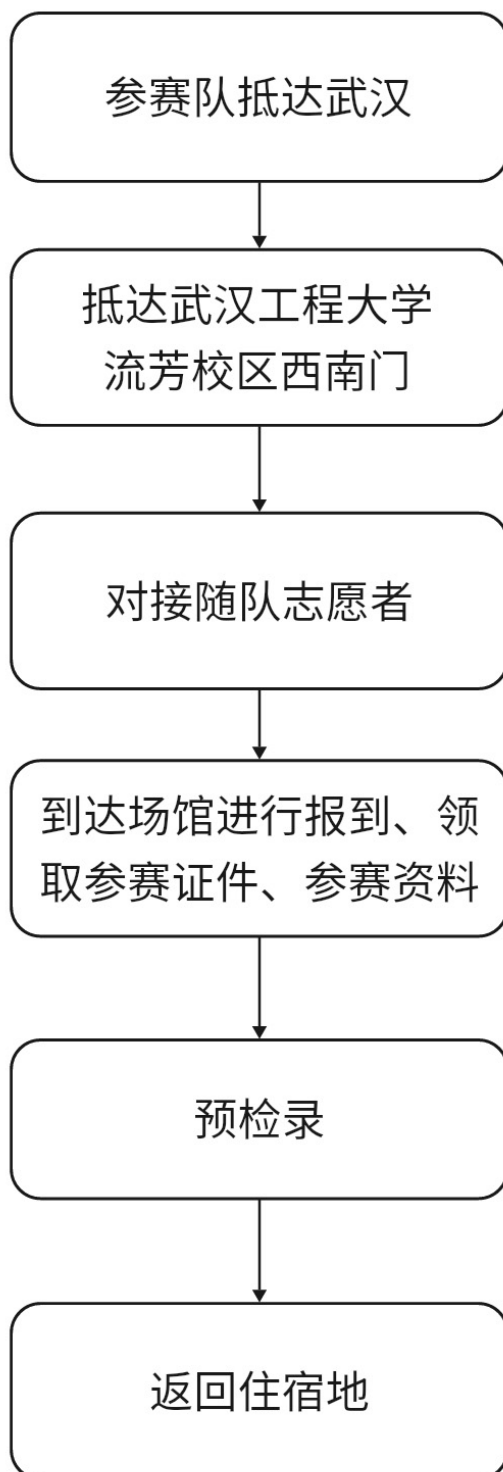 参赛队抵达武汉
抵达武汉工程大学
流芳校区西南门
对接随队志愿者
到达场馆进行报到、领
取参赛证件、参赛资料
预检录
返回住宿地